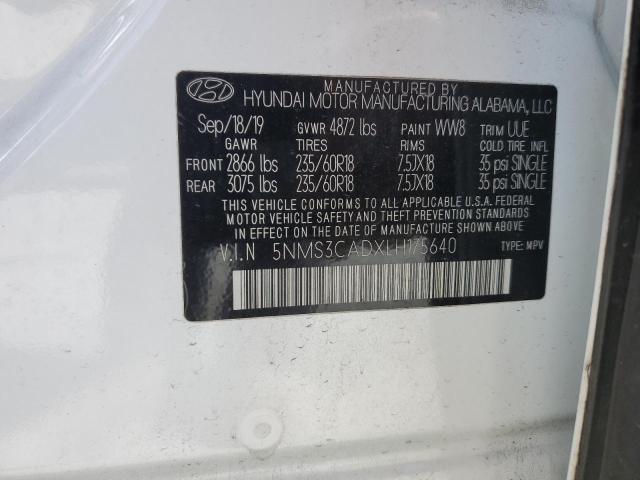 MANUFACTURED BY
HYUNDAI MOTOR MANUFACTURING ALABAMA, LLC
Sep/18/19 GVWR 4872 lbs PAINT WW8 TRIM UUE
GAWR TIRES RIMS COLD TIRE INFL
FRONT 2866 lbs 235/60R18 7.5JX18 35 psi SINGLE
REAR 3075 lbs 235/60R18 7.5JX18 35 psi SINGLE
THIS VEHICLE CONFORMS TO ALL APPLICABLE U.S.A. FEDERAL
MOTOR VEHICLE SAFETY AND THEFT PREVENTION STANDARDS
IN EFFECT ON THE DATE OF MANUFACTURE SHOWN ABOVE.
V.I.N 5NMS3CADXLH175640 TYPE: MPV